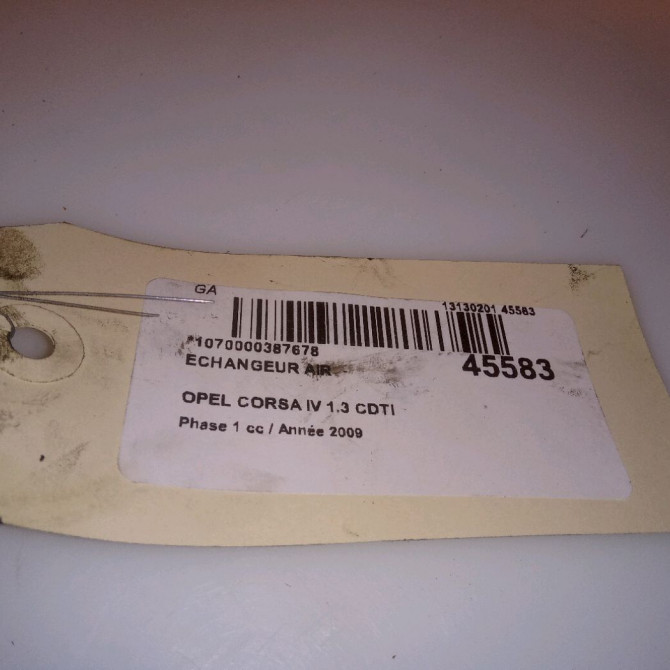 GA
13130201 45583
*1070000387678
45583
ECHANGEUR AIR
OPEL CORSA IV 1.3 CDTI
Phase 1 cc / Année 2009